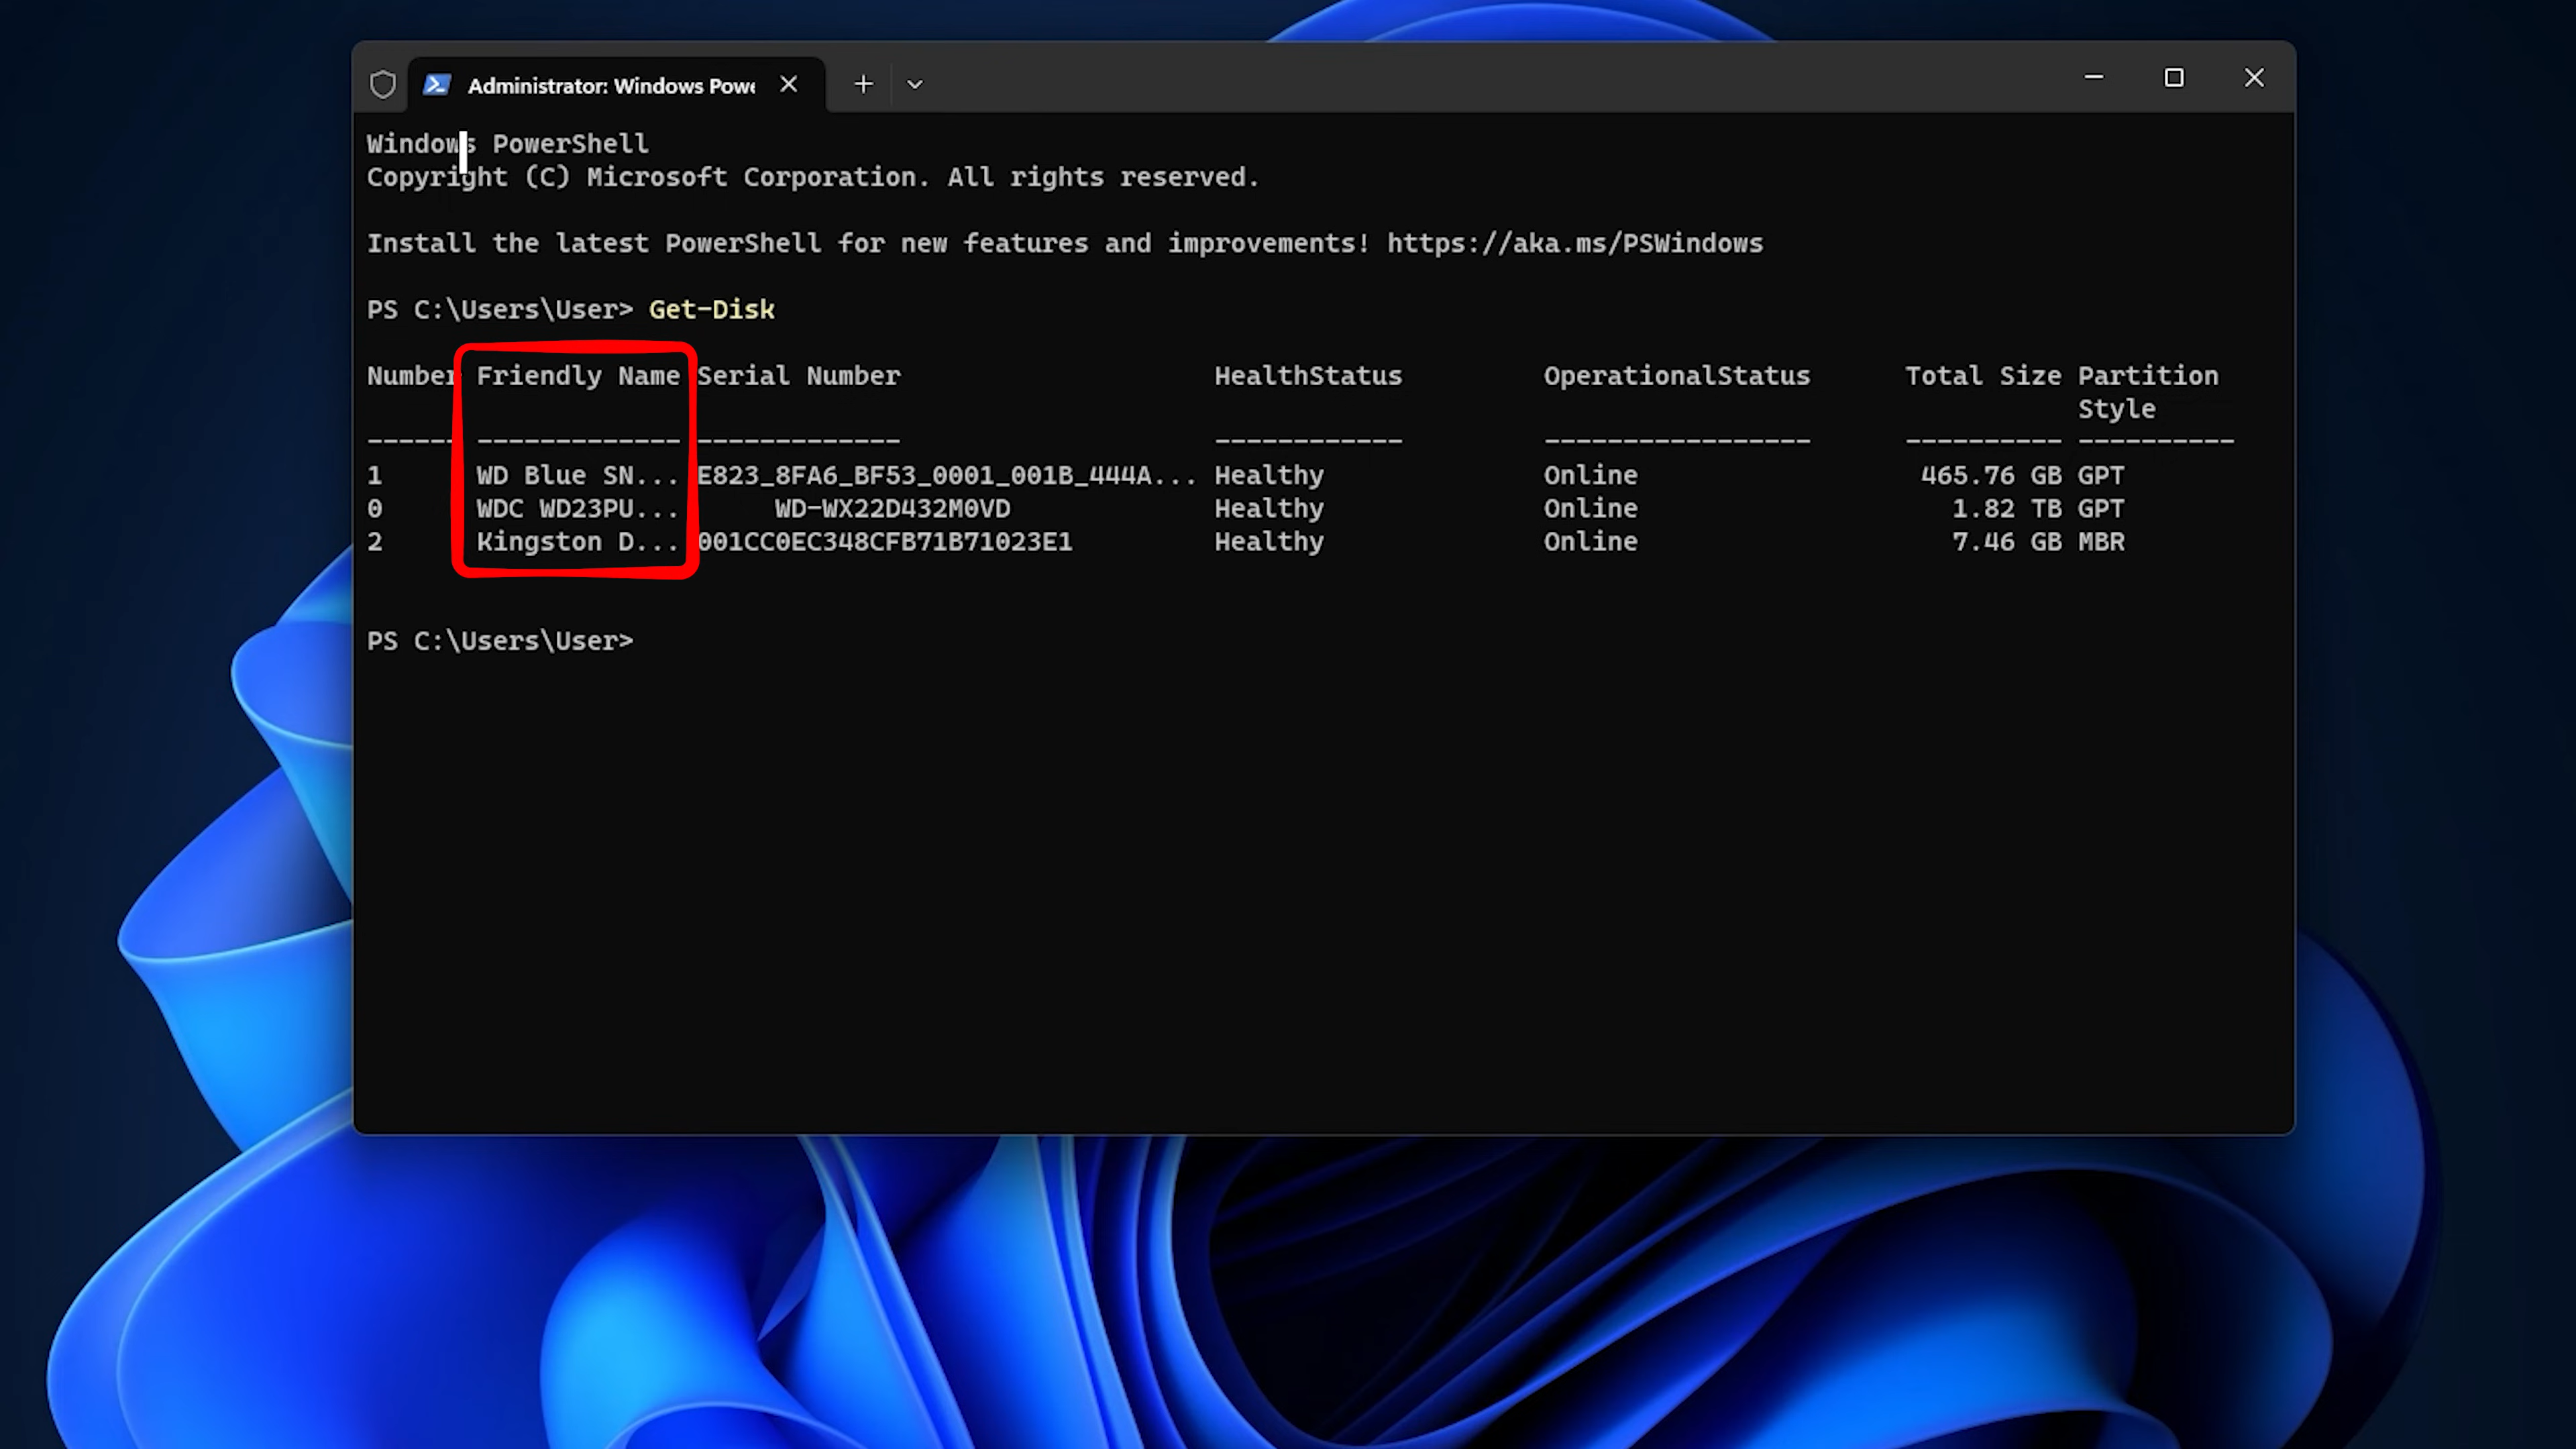 Administrator: Windows Powe
Windows PowerShell
Copyright (C) Microsoft Corporation. All rights reserved.
Install the latest PowerShell for new features and improvements! https://aka.ms/PSWindows
PS C:\Users\User> Get-Disk
Number Friendly Name Serial Number HealthStatus OperationalStatus Total Size Partition
Style
------ ------------- ------------- ------------ ----------------- ---------- ----------
1 WD Blue SN... E823_8FA6_BF53_0001_001B_444A... Healthy Online 465.76 GB GPT
0 WDC WD23PU... WD-WX22D432M0VD Healthy Online 1.82 TB GPT
2 Kingston D... 001CC0EC348CFB71B71023E1 Healthy Online 7.46 GB MBR
PS C:\Users\User>